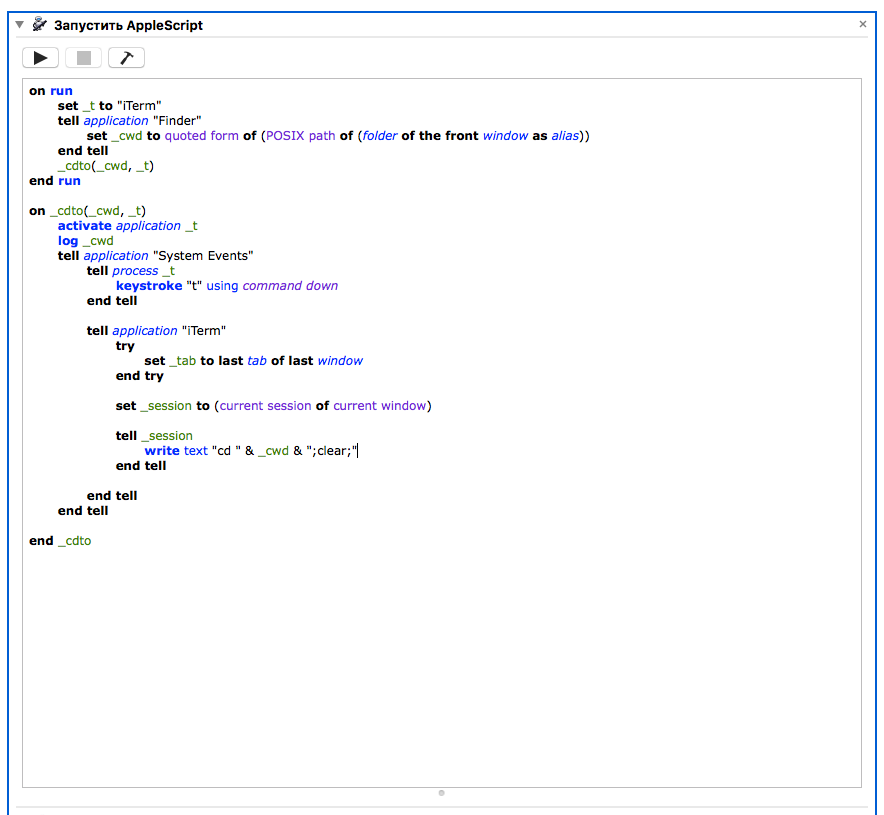 Запустить AppleScript
on run
set _t to "iTerm"
tell application "Finder"
set _cwd to quoted form of (POSIX path of (folder of the front window as alias))
end tell
_cdto(_cwd, _t)
end run
on _cdto(_cwd, _t)
activate application _t
log _cwd
tell application "System Events"
tell process _t
keystroke "t" using command down
end tell
tell application "iTerm"
try
set _tab to last tab of last window
end try
set _session to (current session of current window)
tell _session
write text "cd " & _cwd & ";clear;"
end tell
end tell
end tell
end _cdto